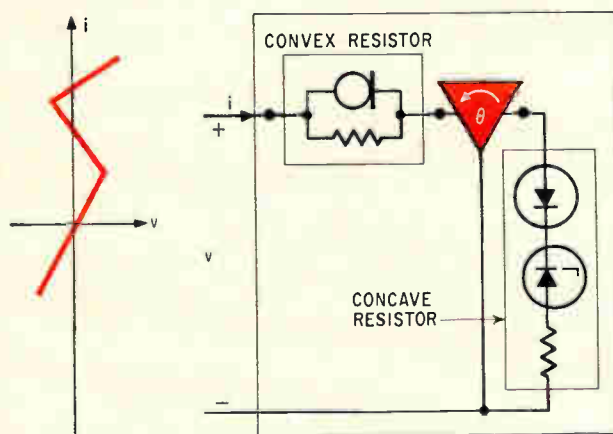 i
v
CONVEX RESISTOR
i
+
θ
v
CONCAVE
RESISTOR
−